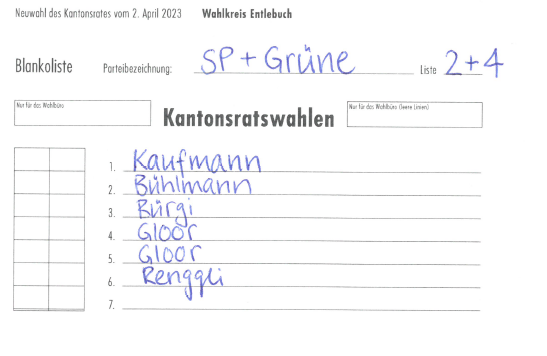 Neuwahl des Kantonsrates vom 2. April 2023 Wahlkreis Entlebuch
Blankoliste Parteibezeichnung: SP + Grüne Liste 2+4
Nur für das Wahlbüro Kantonsratswahlen Nur für das Wahlbüro (leere Linien)
1. Kaufmann
2. Bühlmann
3. Bürgi
4. Gloor
5. Gloor
6. Renggli
7.